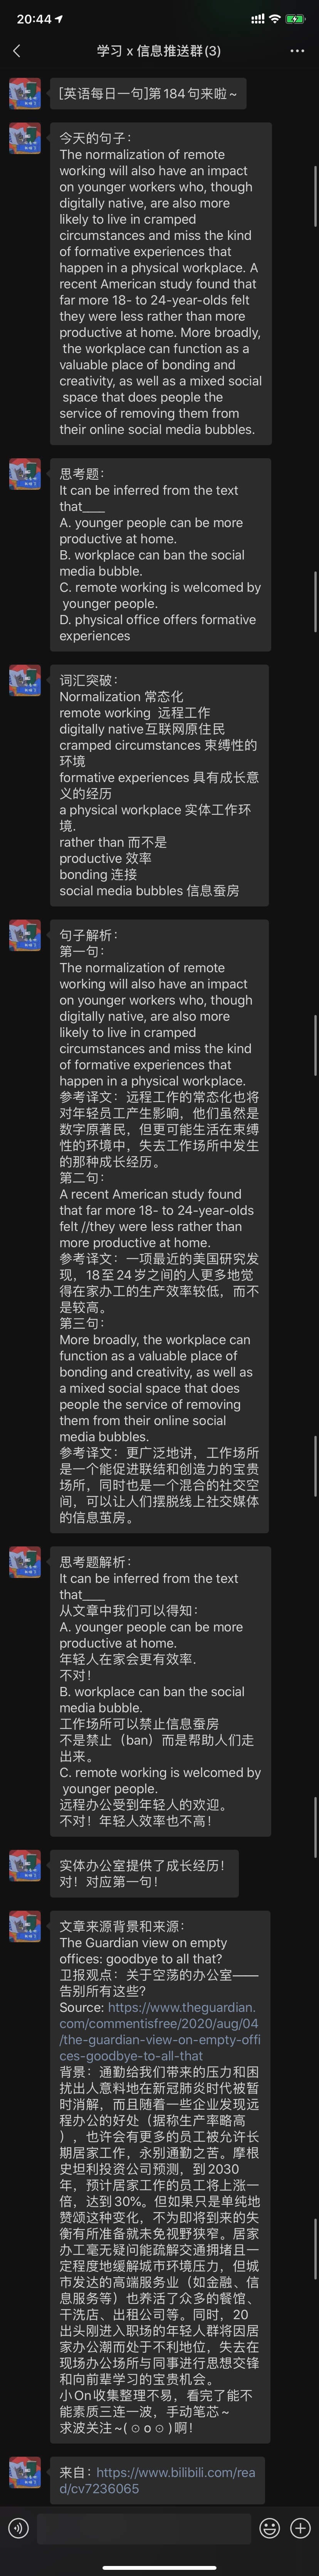 20:44
学习 x 信息推送群(3)
[英语每日一句]第184句来啦~
今天的句子：
The normalization of remote
working will also have an impact
on younger workers who, though
digitally native, are also more
likely to live in cramped
circumstances and miss the kind
of formative experiences that
happen in a physical workplace. A
recent American study found that
far more 18- to 24-year-olds felt
they were less rather than more
productive at home. More broadly,
the workplace can function as a
valuable place of bonding and
creativity, as well as a mixed social
space that does people the
service of removing them from
their online social media bubbles.
思考题：
It can be inferred from the text
that___
A. younger people can be more
productive at home.
B. workplace can ban the social
media bubble.
C. remote working is welcomed by
younger people.
D. physical office offers formative
experiences
词汇突破：
Normalization 常态化
remote working 远程工作
digitally native互联网原住民
cramped circumstances 束缚性的
环境
formative experiences 具有成长意
义的经历
a physical workplace 实体工作环
境.
rather than 而不是
productive 效率
bonding 连接
social media bubbles 信息蚕房
句子解析：
第一句：
The normalization of remote
working will also have an impact
on younger workers who, though
digitally native, are also more
likely to live in cramped
circumstances and miss the kind
of formative experiences that
happen in a physical workplace.
参考译文：远程工作的常态化也将
对年轻员工产生影响，他们虽然是
数字原著民，但更可能生活在束缚
性的环境中，失去工作场所中发生
的那种成长经历。
第二句：
A recent American study found
that far more 18- to 24-year-olds
felt //they were less rather than
more productive at home.
参考译文：一项最近的美国研究发
现，18至24岁之间的人更多地觉
得在家办工的生产效率较低，而不
是较高。
第三句：
More broadly, the workplace can
function as a valuable place of
bonding and creativity, as well as
a mixed social space that does
people the service of removing
them from their online social
media bubbles.
参考译文：更广泛地讲，工作场所
是一个能促进联结和创造力的宝贵
场所，同时也是一个混合的社交空
间，可以让人们摆脱线上社交媒体
的信息茧房。
思考题解析：
It can be inferred from the text
that___
从文章中我们可以得知：
A. younger people can be more
productive at home.
年轻人在家会更有效率.
不对！
B. workplace can ban the social
media bubble.
工作场所可以禁止信息蚕房
不是禁止（ban）而是帮助人们走
出来。
C. remote working is welcomed by
younger people.
远程办公受到年轻人的欢迎。
不对！年轻人效率也不高！
实体办公室提供了成长经历！
对！对应第一句！
文章来源背景和来源：
The Guardian view on empty
offices: goodbye to all that?
卫报观点：关于空荡的办公室——
告别所有这些？
Source: https://www.theguardian.
com/commentisfree/2020/aug/04
/the-guardian-view-on-empty-offi
ces-goodbye-to-all-that
背景：通勤给我们带来的压力和困
扰出人意料地在新冠肺炎时代被暂
时消解，而且随着一些企业发现远
程办公的好处（据称生产率略高
），也许会有更多的员工被允许长
期居家工作，永别通勤之苦。摩根
史坦利投资公司预测，到2030
年，预计居家工作的员工将上涨一
倍，达到30%。但如果只是单纯地
赞颂这种变化，不为即将到来的失
衡有所准备就未免视野狭窄。居家
办工毫无疑问能疏解交通拥堵且一
定程度地缓解城市环境压力，但城
市发达的高端服务业（如金融、信
息服务等）也养活了众多的餐馆、
干洗店、出租公司等。同时，20
出头刚进入职场的年轻人群将因居
家办公潮而处于不利地位，失去在
现场办公场所与同事进行思想交锋
和向前辈学习的宝贵机会。
小On收集整理不易，看完了能不
能素质三连一波，手动笔芯~
求波关注~(⊙o⊙)啊！
来自：https://www.bilibili.com/rea
d/cv7236065